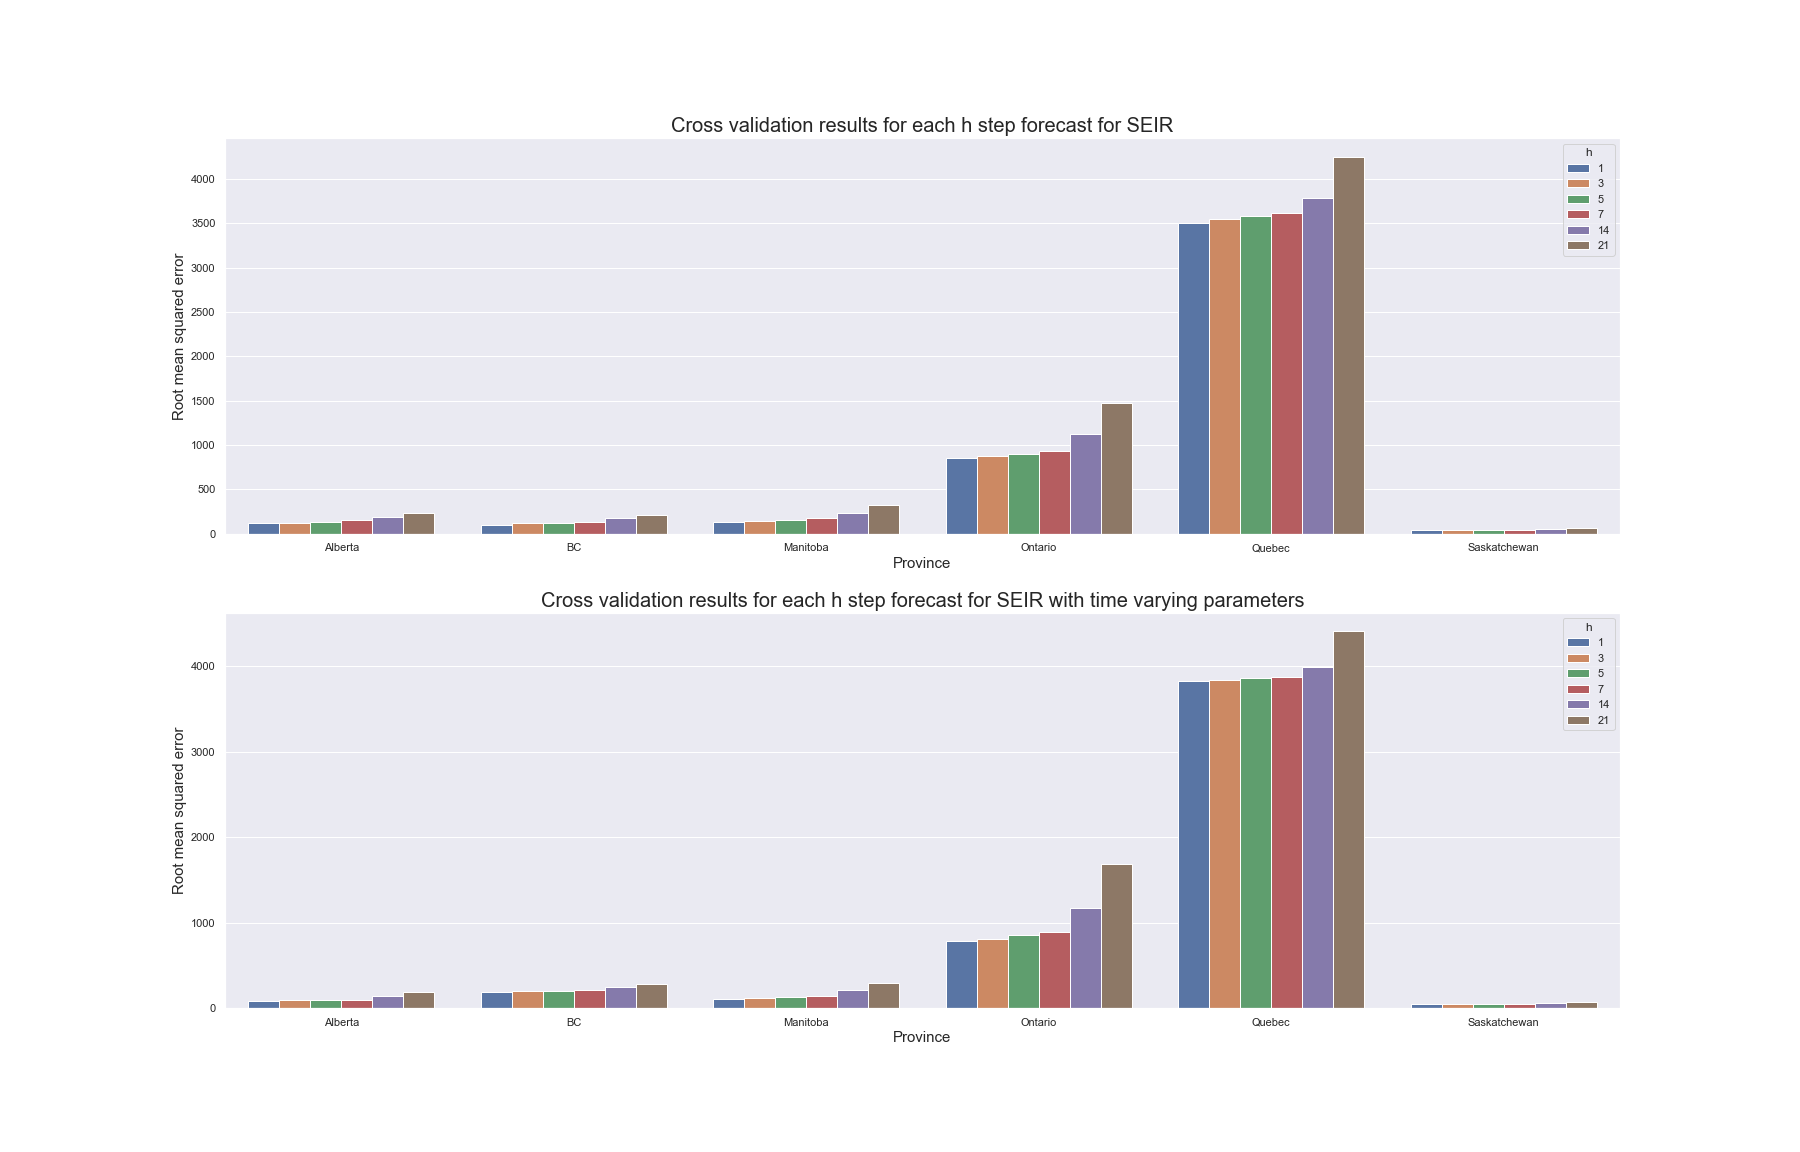 Cross validation results for each h step forecast for SEIR
Root mean squared error
4000
3500
3000
2500
2000
1500
1000
500
0
h
1
3
5
7
14
21
Alberta BC Manitoba Ontario Quebec Saskatchewan
Province
Cross validation results for each h step forecast for SEIR with time varying parameters
Root mean squared error
4000
3000
2000
1000
0
h
1
3
5
7
14
21
Alberta BC Manitoba Ontario Quebec Saskatchewan
Province